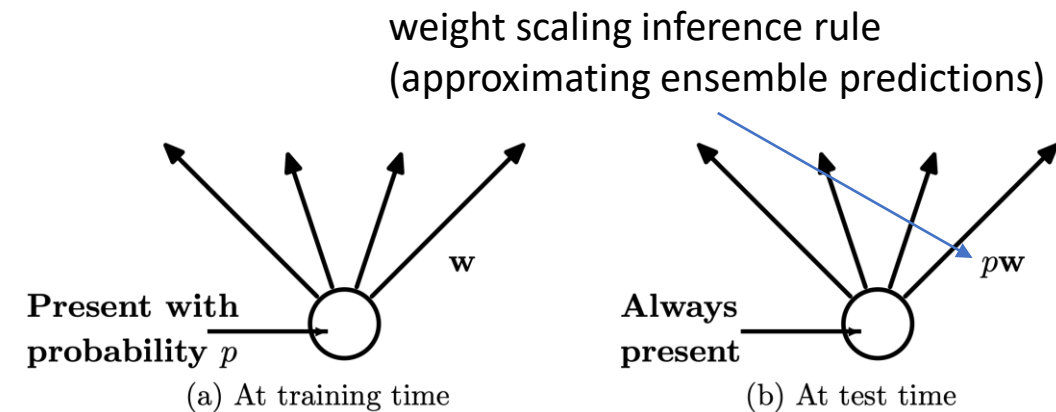 weight scaling inference rule
(approximating ensemble predictions)
w
Present with
probability p
(a) At training time
pw
Always
present
(b) At test time